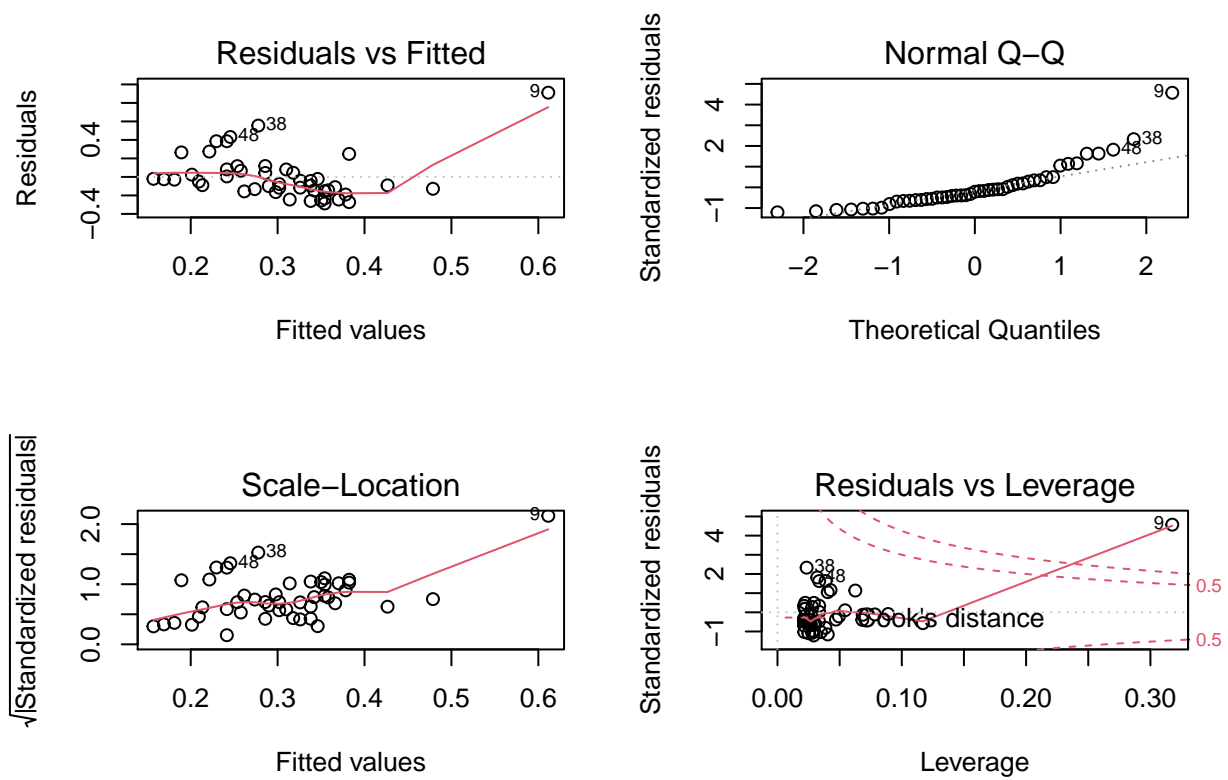 Residuals vs Fitted
Residuals
0.4
−0.4
9
38
48
0.2 0.3 0.4 0.5 0.6
Fitted values
Normal Q−Q
Standardized residuals
4
2
−1
9
38
48
−2 −1 0 1 2
Theoretical Quantiles
Scale−Location
√|Standardized residuals|
2.0
1.0
0.0
9
38
48
0.2 0.3 0.4 0.5 0.6
Fitted values
Residuals vs Leverage
Standardized residuals
4
2
−1
9
38
48
0.5
ook's distance
0.5
0.00 0.10 0.20 0.30
Leverage